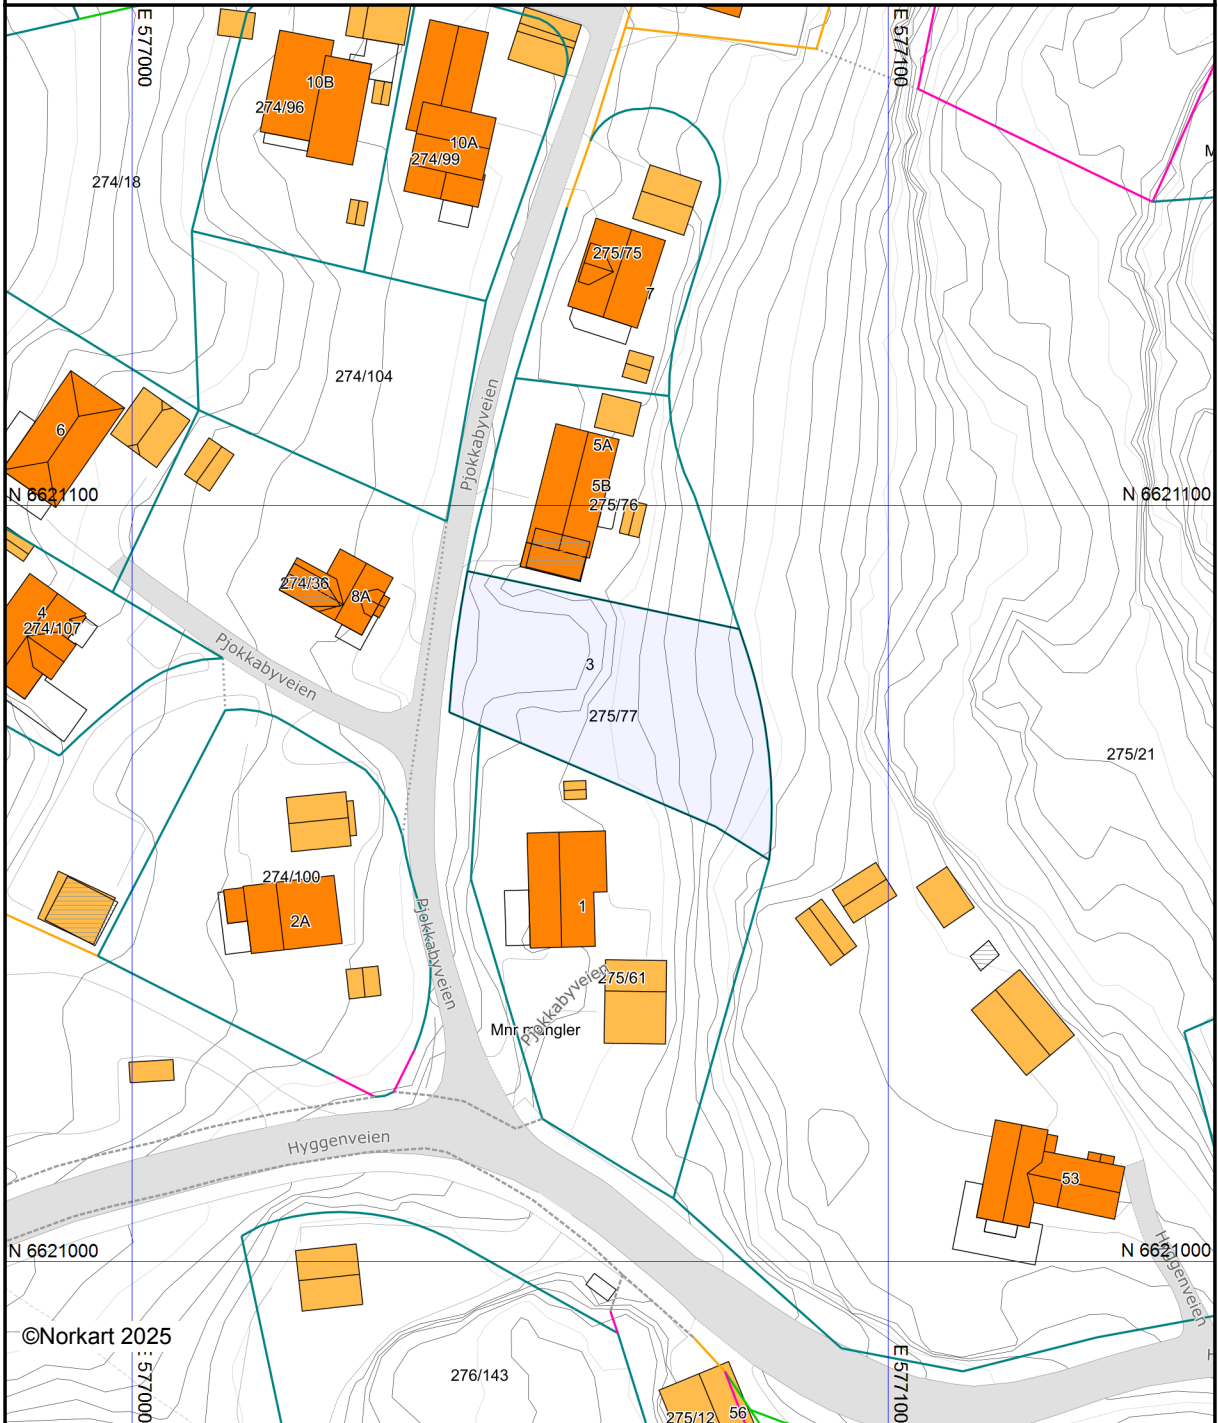 E 577000
E 577100
10B
274/96
10A
274/99
274/18
275/75
7
274/104
Pjokkabyveien
6
5A
5B
275/76
N 6621100
N 6621100
274/36
8A
4
274/107
Pjokkabyveien
3
275/77
275/21
274/100
2A
Pjokkabyveien
1
275/61
Pjokkabyveien
Mnr mangler
Hyggenveien
53
N 6621000
N 6621000
Hyggenveien
©Norkart 2025
E 577000
E 577100
276/143
275/12
56